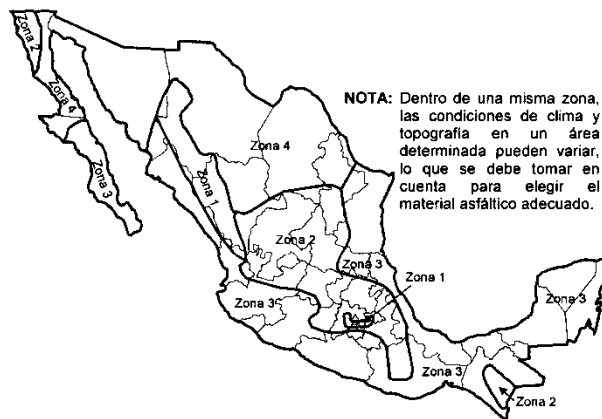 Zona 2
Zona 4
Zona 3
Zona 1
Zona 4
NOTA: Dentro de una misma zona,
las condiciones de clima y
topografía en un área
determinada pueden variar,
lo que se debe tomar en
cuenta para elegir el
material asfáltico adecuado.
Zona 2
Zona 3
Zona 1
Zona 3
Zona 3
Zona 3
Zona 2